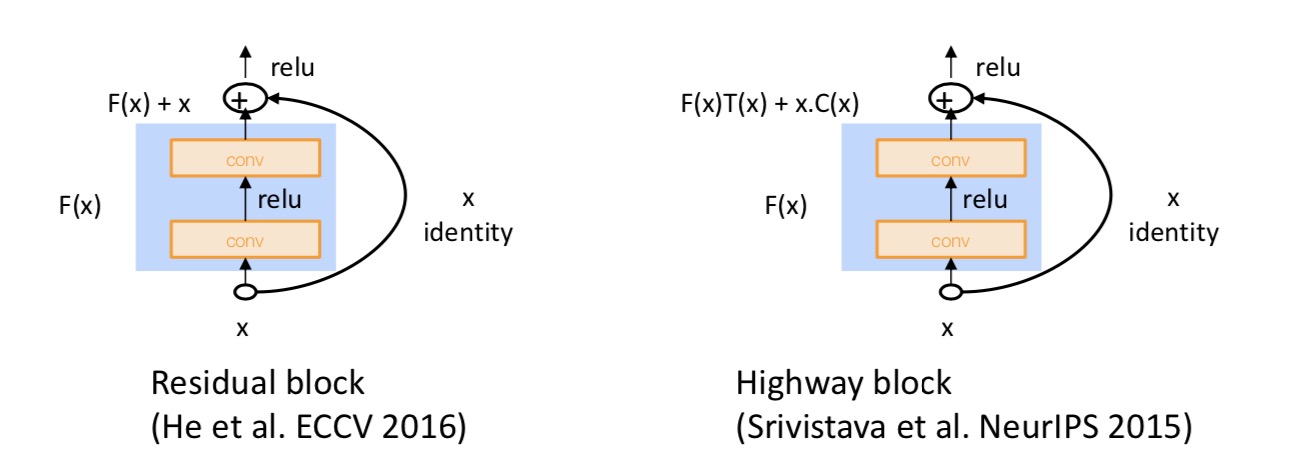 relu
F(x) + x
+
conv
relu
F(x)
conv
x
identity
x
Residual block
(He et al. ECCV 2016)
relu
F(x)T(x) + x.C(x)
+
conv
relu
F(x)
conv
x
identity
x
Highway block
(Srivistava et al. NeurIPS 2015)